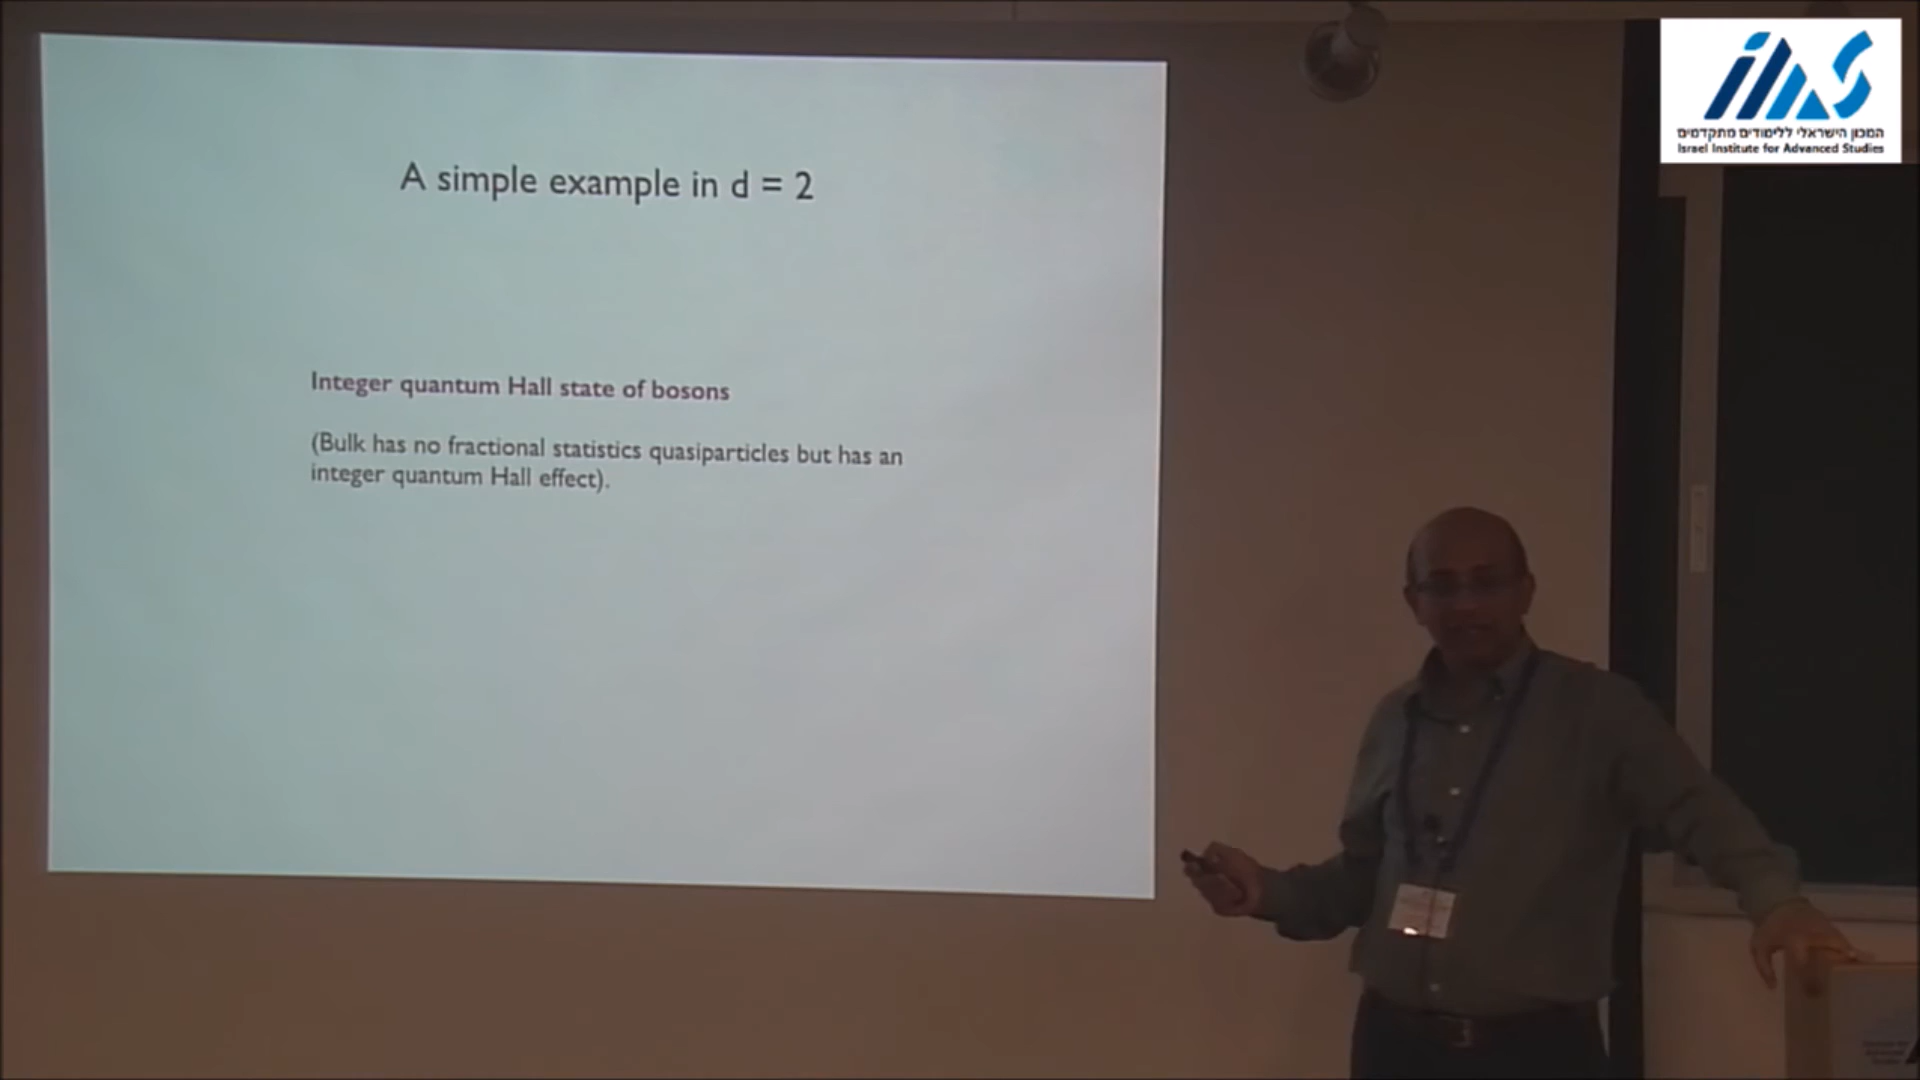 A simple example in d = 2
Integer quantum Hall state of bosons
(Bulk has no fractional statistics quasiparticles but has an
integer quantum Hall effect).
ווא
המכון הישראלי ללימודים מתקדמים
Israel Institute for Advanced Studies